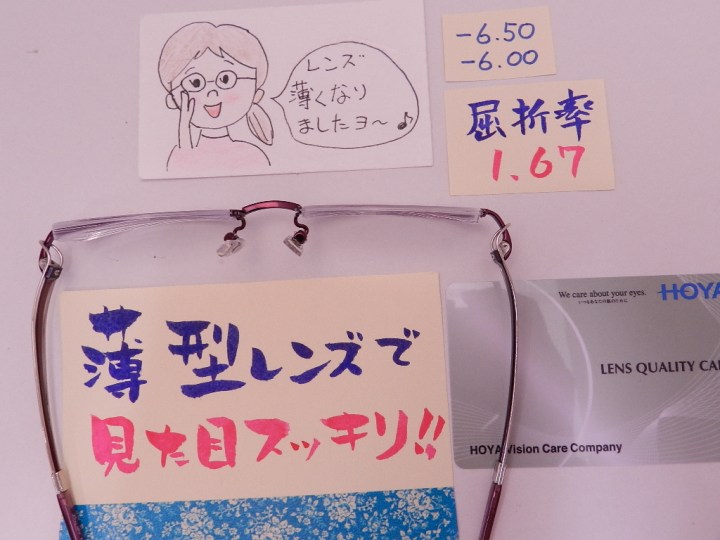 レンズ
薄くなり
ましたヨ〜♪
-6.50
-6.00
屈折率
1.67
薄型レンズで
見た目スッキリ!!
We care about your eyes.
HOYA
LENS QUALITY CA
HOYA Vision Care Company